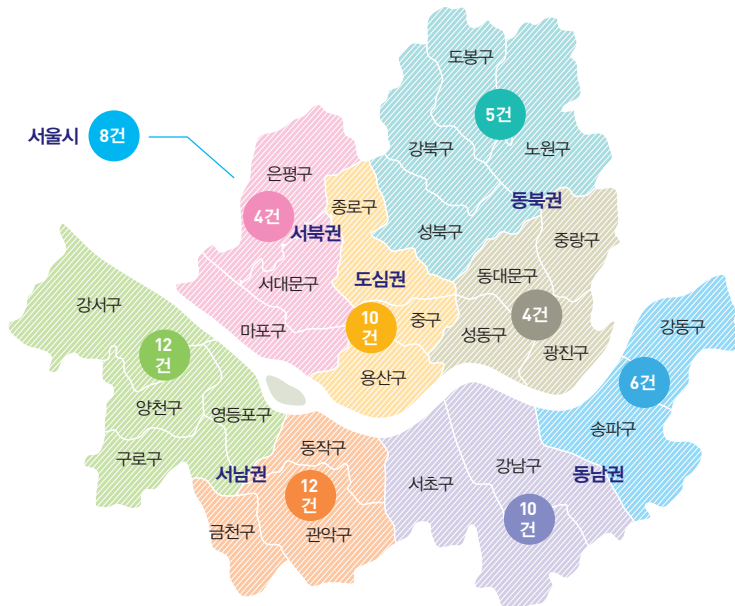 도봉구
5건
서울시 8건
강북구
노원구
은평구
종로구
4건
동북권
서북권
성북구
중랑구
동대문구
서대문구
도심권
강서구
마포구
10
건
중구
4건
성동구
강동구
12
건
광진구
용산구
6건
양천구
영등포구
송파구
동작구
구로구
강남구
서초구
서남권
동남권
12
건
10
건
금천구
관악구